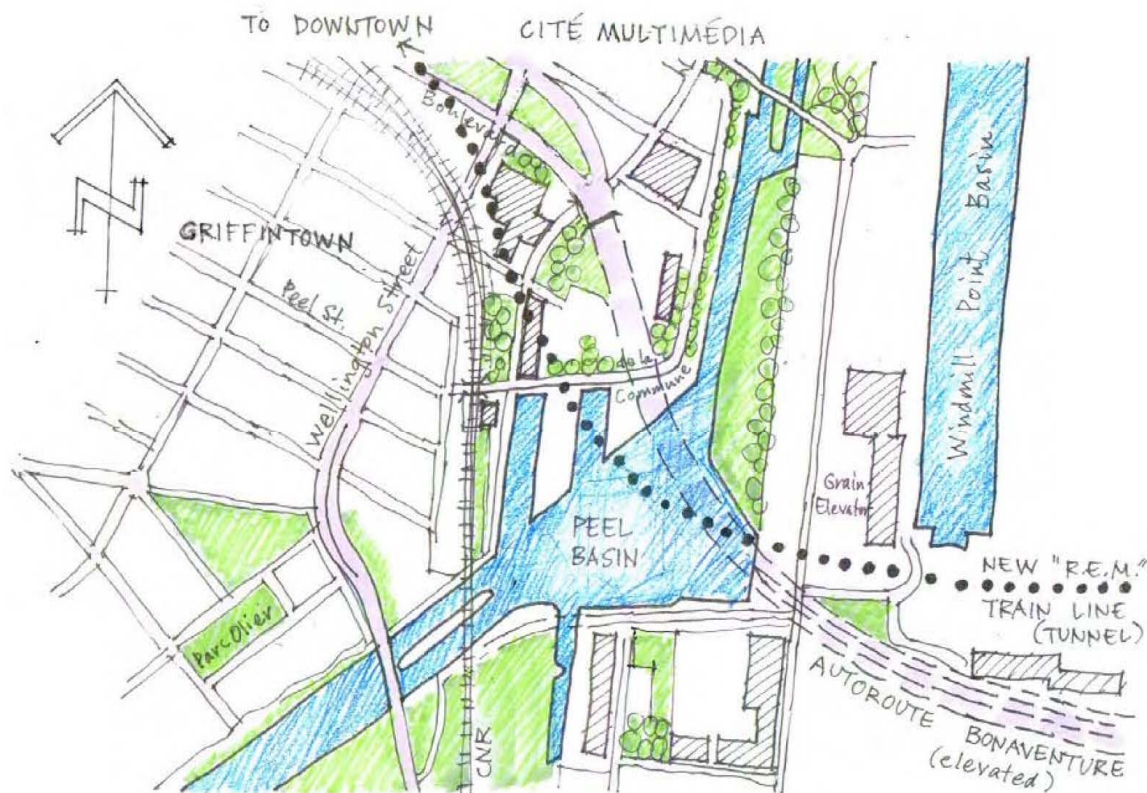 TO DOWNTOWN
CITÉ MULTIMÉDIA
Boulevard
N
GRIFFINTOWN
Peel St.
Wellington Street
de la
Commune
Windmill Point Basin
Grain
Elevator
PEEL
BASIN
NEW "R.E.M."
TRAIN LINE
(TUNNEL)
Parc Olier
CNR
AUTOROUTE
BONAVENTURE
(elevated)